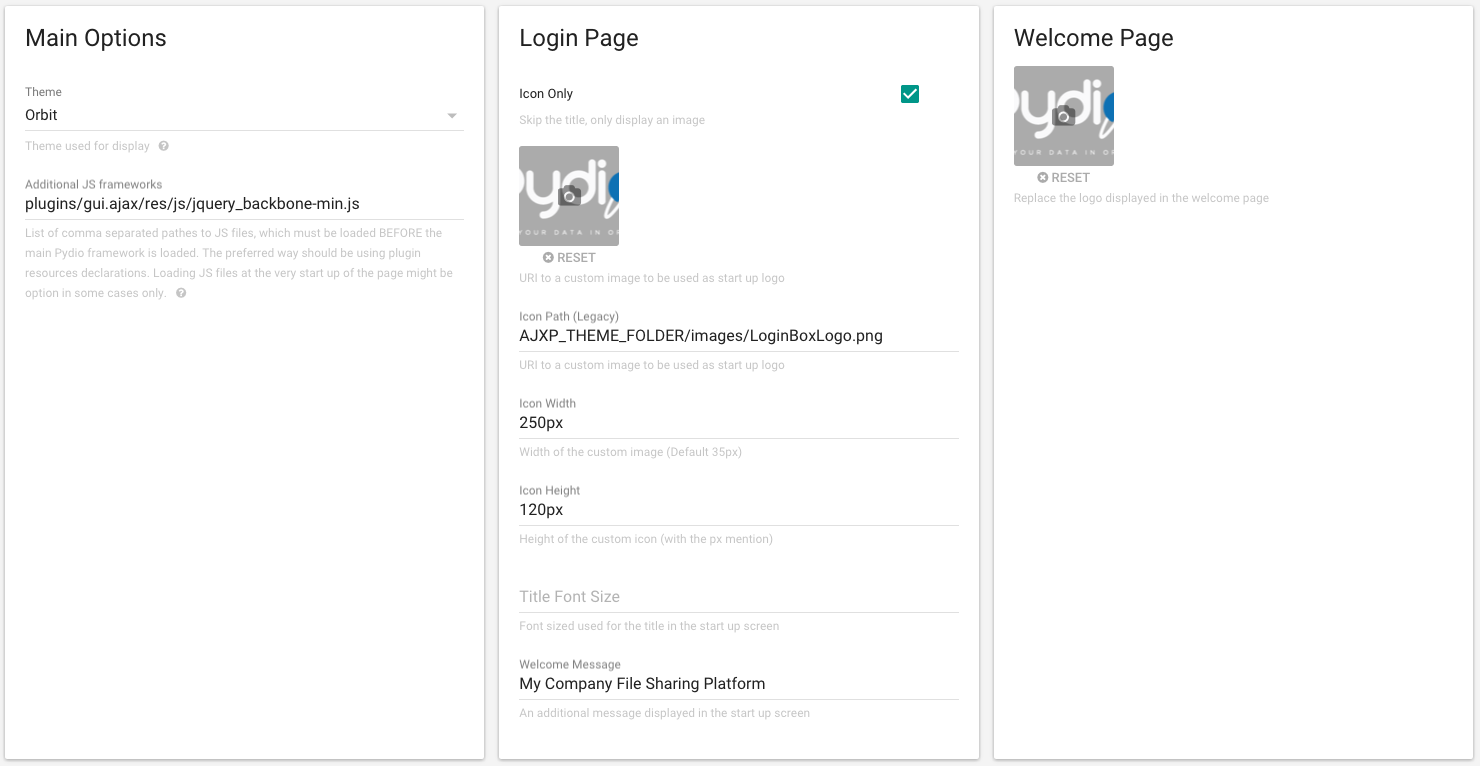 Main Options
Theme
Orbit
Theme used for display
Additional JS frameworks
plugins/gui.ajax/res/js/jquery_backbone-min.js
List of comma separated pathes to JS files, which must be loaded BEFORE the
main Pydio framework is loaded. The preferred way should be using plugin
resources declarations. Loading JS files at the very start up of the page might be
option in some cases only.
Login Page
Icon Only
Skip the title, only display an image
ydi
YOUR DATA IN OR
RESET
URI to a custom image to be used as start up logo
Icon Path (Legacy)
AJXP_THEME_FOLDER/images/LoginBoxLogo.png
URI to a custom image to be used as start up logo
Icon Width
250px
Width of the custom image (Default 35px)
Icon Height
120px
Height of the custom icon (with the px mention)
Title Font Size
Font sized used for the title in the start up screen
Welcome Message
My Company File Sharing Platform
An additional message displayed in the start up screen
Welcome Page
ydi
YOUR DATA IN OR
RESET
Replace the logo displayed in the welcome page